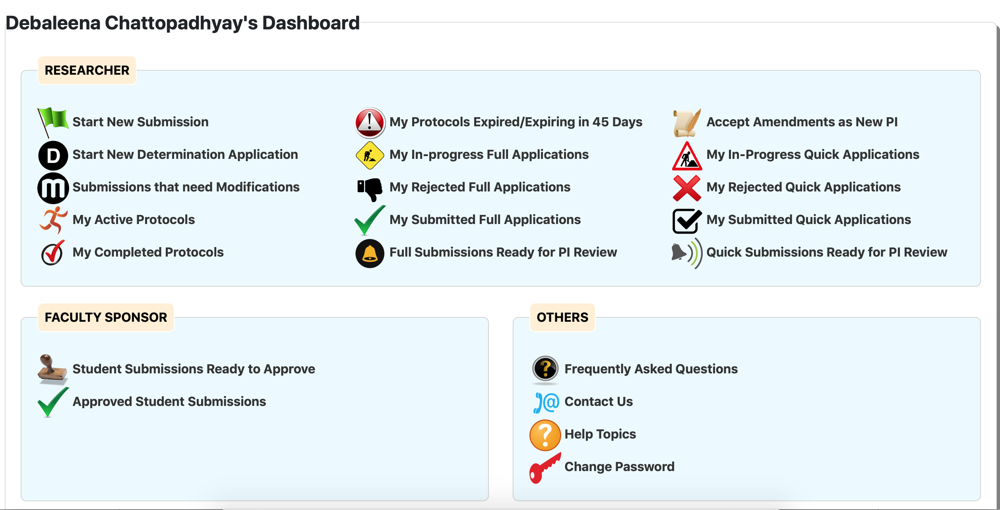 Debaleena Chattopadhyay's Dashboard
RESEARCHER
Start New Submission
Start New Determination Application
Submissions that need Modifications
My Active Protocols
My Completed Protocols
My Protocols Expired/Expiring in 45 Days
My In-progress Full Applications
My Rejected Full Applications
My Submitted Full Applications
Full Submissions Ready for PI Review
Accept Amendments as New PI
My In-Progress Quick Applications
My Rejected Quick Applications
My Submitted Quick Applications
Quick Submissions Ready for PI Review
FACULTY SPONSOR
Student Submissions Ready to Approve
Approved Student Submissions
OTHERS
Frequently Asked Questions
Contact Us
Help Topics
Change Password